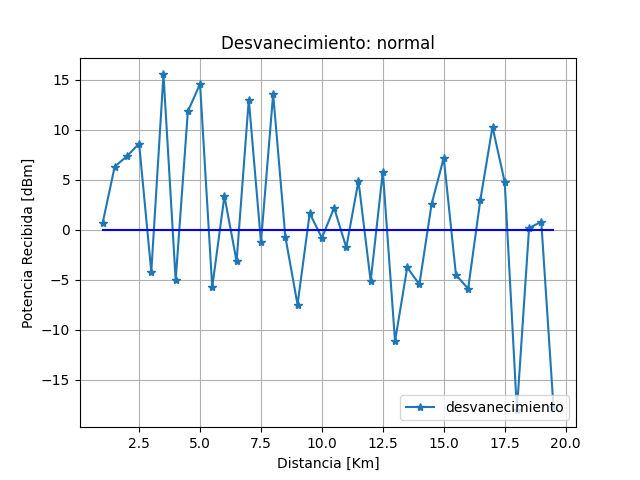 Desvanecimiento: normal
Potencia Recibida [dBm]
15
10
5
0
−5
−10
−15
desvanecimiento
2.5 5.0 7.5 10.0 12.5 15.0 17.5 20.0
Distancia [Km]